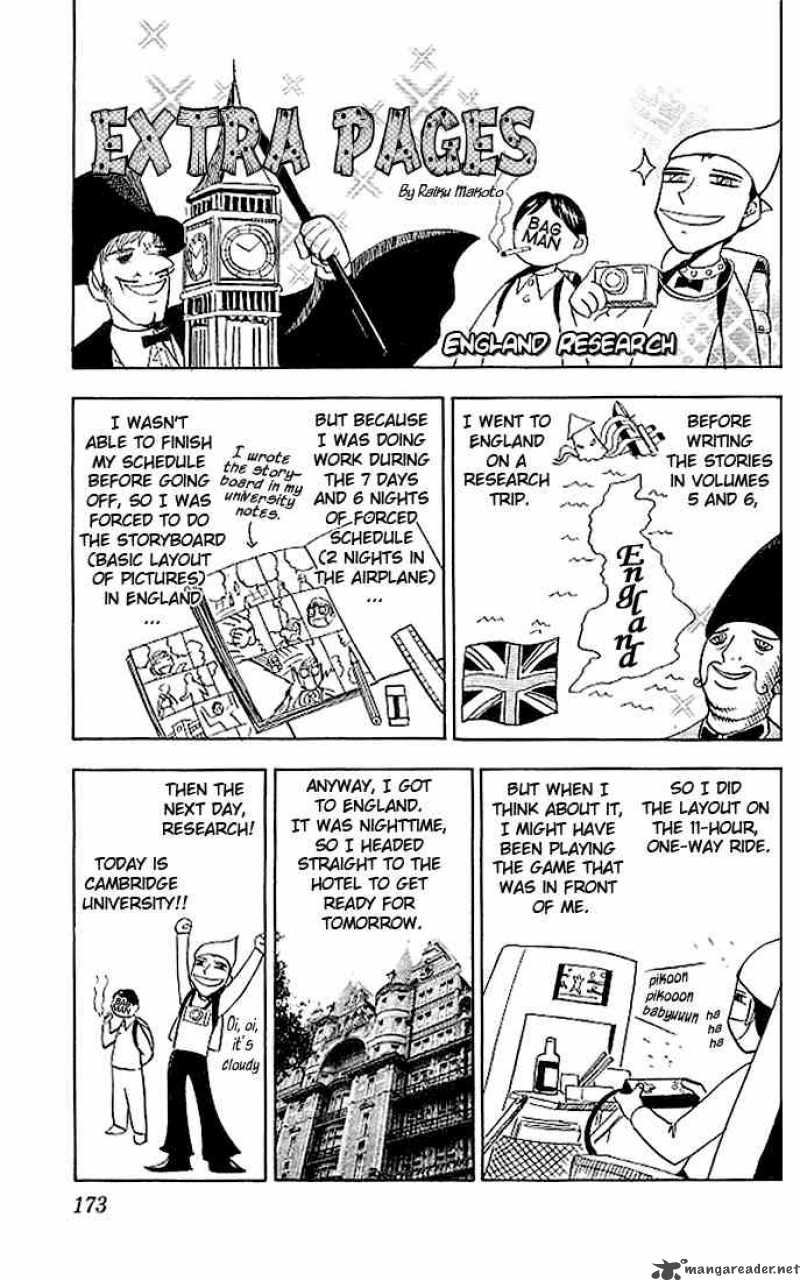 EXTRA PAGES
By Raiku Makoto
BAG
MAN
ENGLAND RESEARCH
BEFORE
WRITING
THE STORIES
IN VOLUMES
5 AND 6,
I WENT TO
ENGLAND
ON A
RESEARCH
TRIP.
England
BUT BECAUSE
I WAS DOING
WORK DURING
THE 7 DAYS
AND 6 NIGHTS
OF FORCED
SCHEDULE
(2 NIGHTS IN
THE AIRPLANE)
...
I wrote
the story-
board in my
university
notes.
I WASN'T
ABLE TO FINISH
MY SCHEDULE
BEFORE GOING
OFF, SO I WAS
FORCED TO DO
THE STORYBOARD
(BASIC LAYOUT
OF PICTURES)
IN ENGLAND
...
SO I DID
THE LAYOUT ON
THE 11-HOUR,
ONE-WAY RIDE.
BUT WHEN I
THINK ABOUT IT,
I MIGHT HAVE
BEEN PLAYING
THE GAME THAT
WAS IN FRONT
OF ME.
pikoon
pikooon
babyuuun
ha
ha
ha
ANYWAY, I GOT
TO ENGLAND.
IT WAS NIGHTTIME,
SO I HEADED
STRAIGHT TO THE
HOTEL TO GET
READY FOR
TOMORROW.
THEN THE
NEXT DAY,
RESEARCH!
TODAY IS
CAMBRIDGE
UNIVERSITY!!
BAG
MAN
Oi, oi,
it's
cloudy
173
mangareader.net